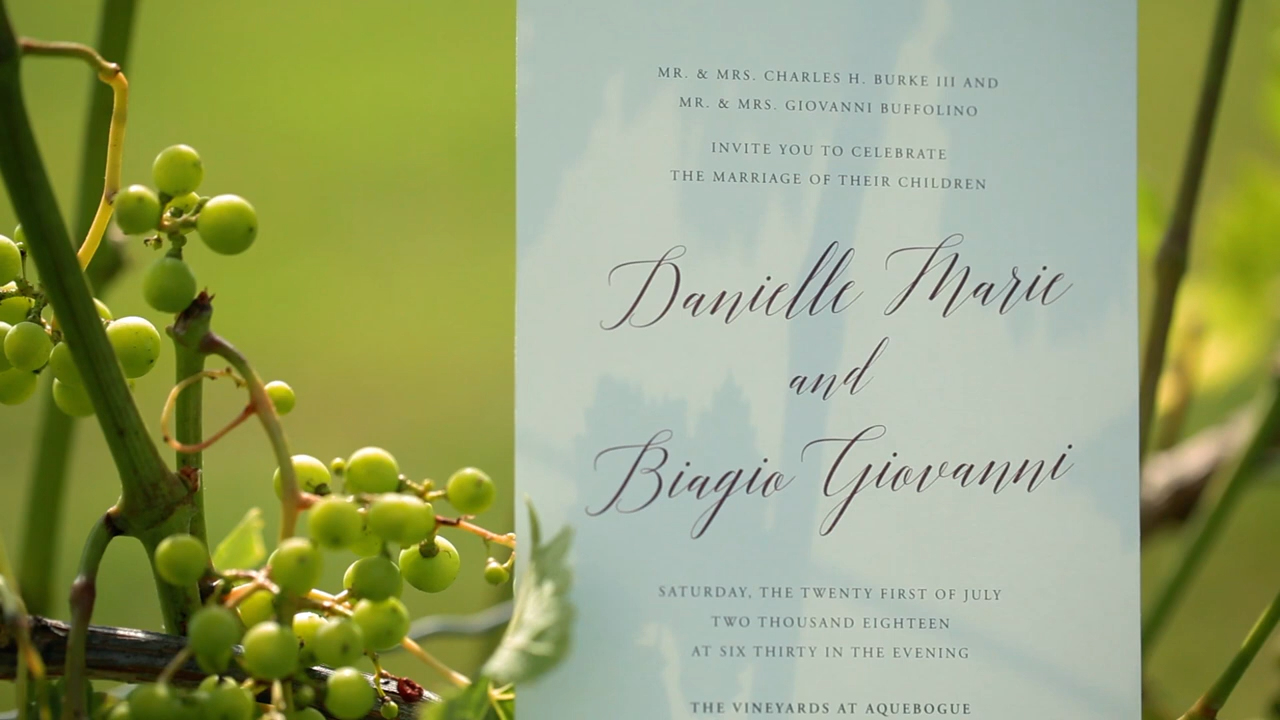 MR. & MRS. CHARLES H. BURKE III AND
MR. & MRS. GIOVANNI BUFFOLINO
INVITE YOU TO CELEBRATE
THE MARRIAGE OF THEIR CHILDREN
Danielle Marie
and
Biagio Giovanni
SATURDAY, THE TWENTY FIRST OF JULY
TWO THOUSAND EIGHTEEN
AT SIX THIRTY IN THE EVENING
THE VINEYARDS AT AQUEBOGUE